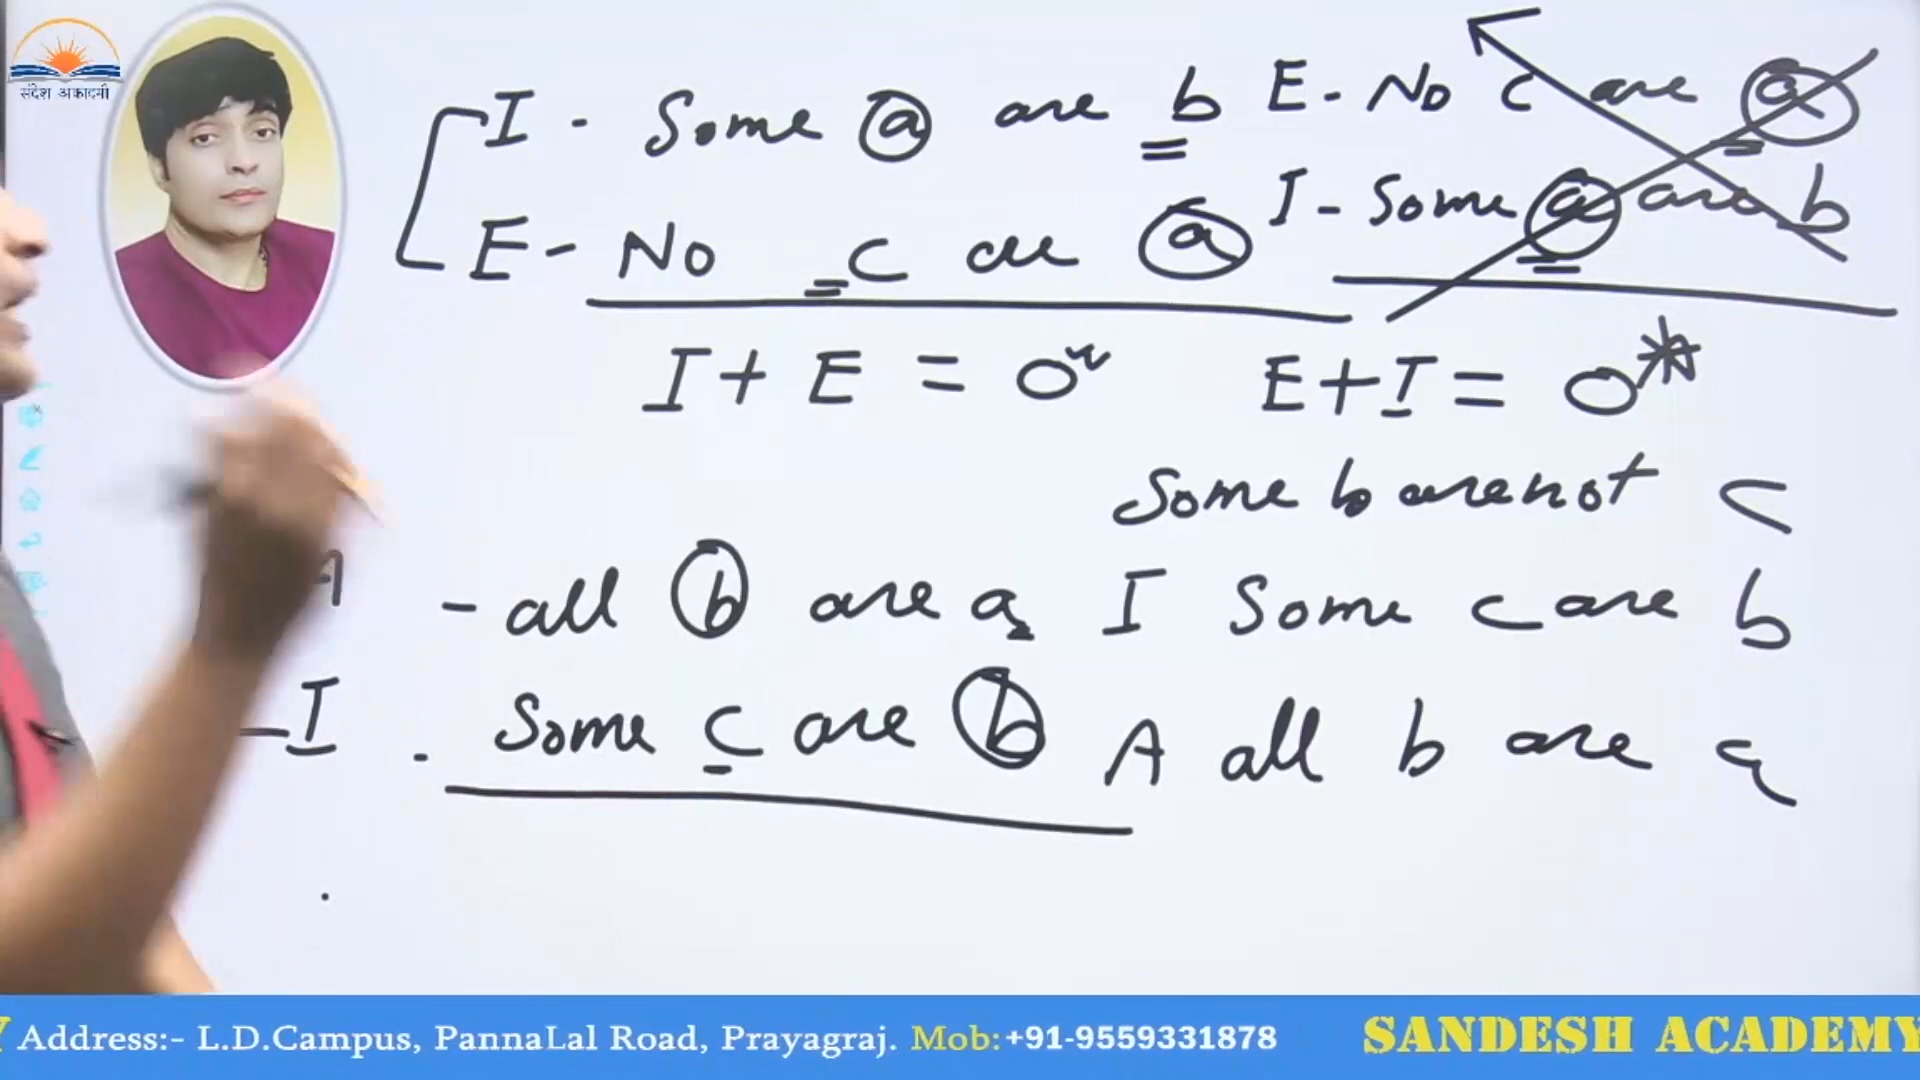 संदेश अकादमी
I - Some a are b
E - No c are a
I + E = O
E - No c are a
I - Some a are b
E + I = O*
Some b are not c
A - all b are a
I - Some c are b
I Some c are b
A all b are a
Y Address:- L.D.Campus, PannaLal Road, Prayagraj. Mob:+91-9559331878 SANDESH ACADEMY